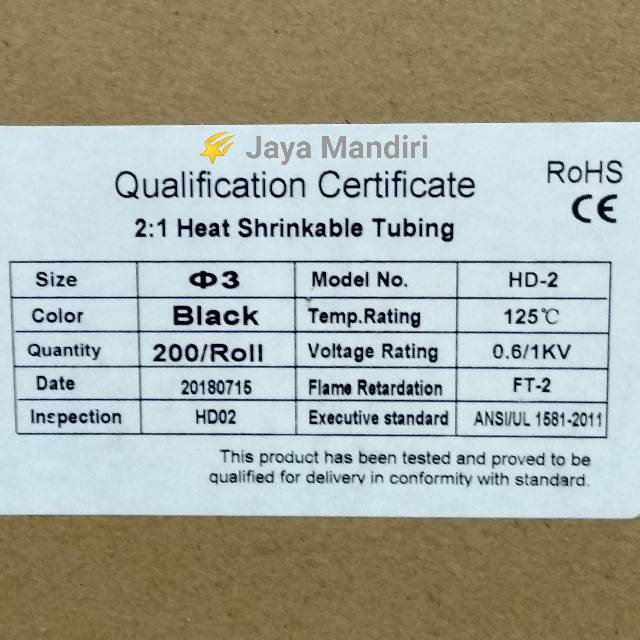 Jaya Mandiri
Qualification Certificate
RoHS
CE
2:1 Heat Shrinkable Tubing
Size Φ3 Model No. HD-2
Color Black Temp.Rating 125℃
Quantity 200/Roll Voltage Rating 0.6/1KV
Date 20180715 Flame Retardation FT-2
Inspection HD02 Executive standard ANSI/UL 1581-2011
This product has been tested and proved to be
qualified for delivery in conformity with standard.